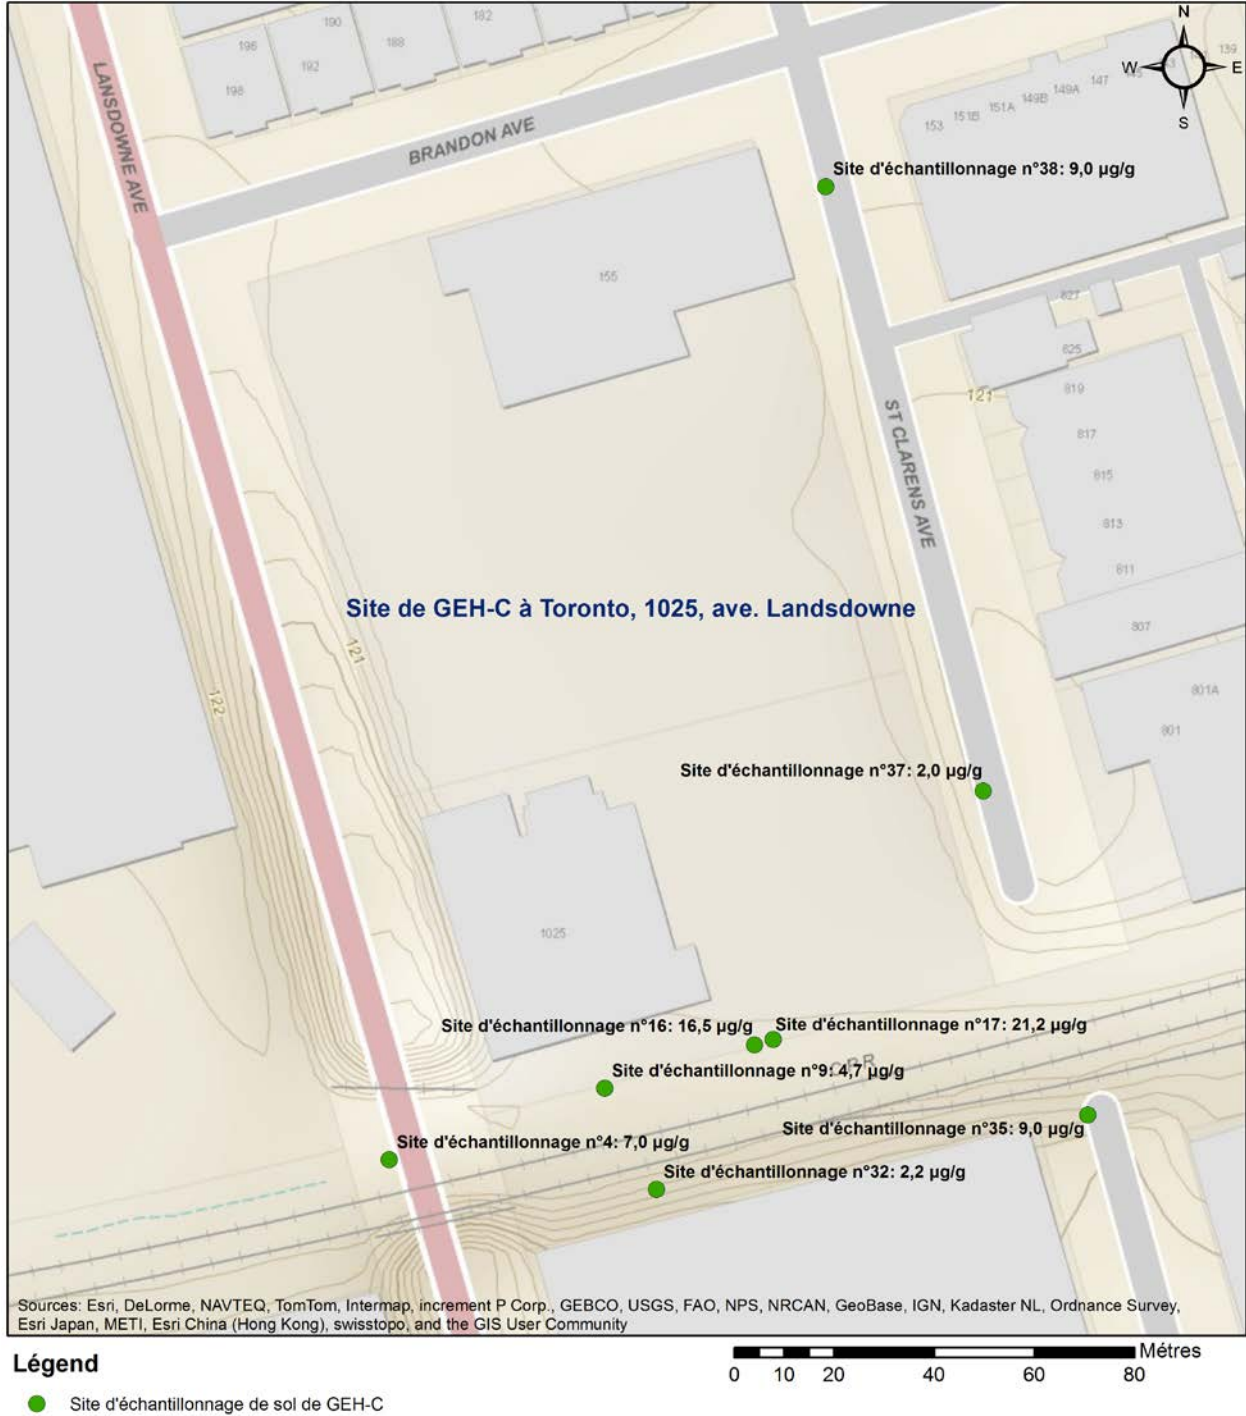 182
190
188
196
192
198
N
W E
S
139
147
149A
149B
151A
151B
153
LANSDOWNE AVE
BRANDON AVE
Site d'échantillonnage n°38: 9,0 µg/g
155
827
825
121
819
817
815
813
811
ST CLARENS AVE
Site de GEH-C à Toronto, 1025, ave. Landsdowne
807
121
122
801A
801
Site d'échantillonnage n°37: 2,0 µg/g
1025
Site d'échantillonnage n°16: 16,5 µg/g
Site d'échantillonnage n°17: 21,2 µg/g
CPR
Site d'échantillonnage n°9: 4,7 µg/g
Site d'échantillonnage n°35: 9,0 µg/g
Site d'échantillonnage n°4: 7,0 µg/g
Site d'échantillonnage n°32: 2,2 µg/g
Sources: Esri, DeLorme, NAVTEQ, TomTom, Intermap, increment P Corp., GEBCO, USGS, FAO, NPS, NRCAN, GeoBase, IGN, Kadaster NL, Ordnance Survey,
Esri Japan, METI, Esri China (Hong Kong), swisstopo, and the GIS User Community
Légend
Site d'échantillonnage de sol de GEH-C
Métres
0 10 20 40 60 80